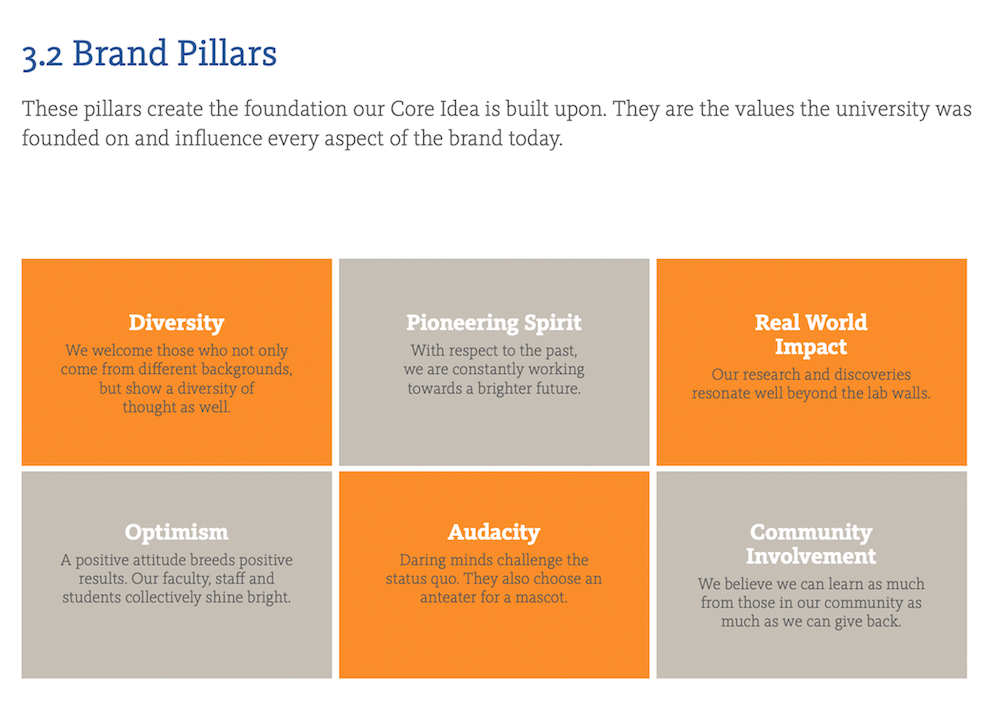 3.2 Brand Pillars
These pillars create the foundation our Core Idea is built upon. They are the values the university was
founded on and influence every aspect of the brand today.
Diversity
We welcome those who not only
come from different backgrounds,
but show a diversity of
thought as well.
Pioneering Spirit
With respect to the past,
we are constantly working
towards a brighter future.
Real World
Impact
Our research and discoveries
resonate well beyond the lab walls.
Optimism
A positive attitude breeds positive
results. Our faculty, staff and
students collectively shine bright.
Audacity
Daring minds challenge the
status quo. They also choose an
anteater for a mascot.
Community
Involvement
We believe we can learn as much
from those in our community as
much as we can give back.